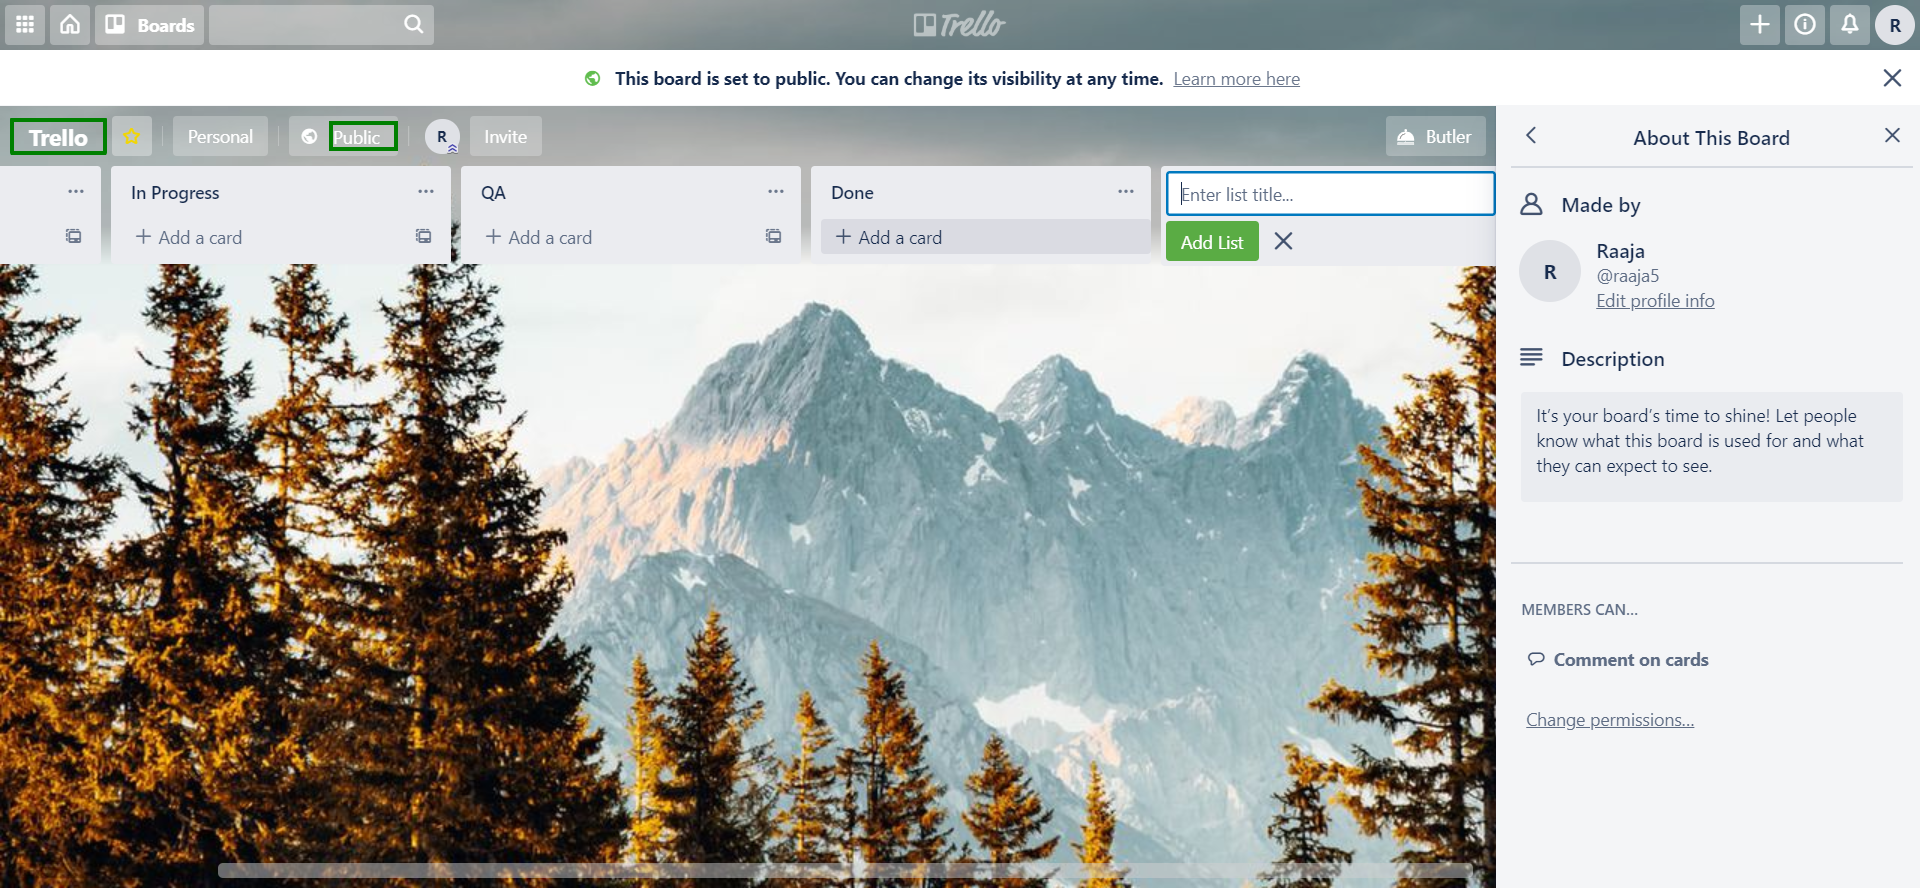 Boards
Trello
R
This board is set to public. You can change its visibility at any time. Learn more here
Trello
Personal
Public
R
Invite
Butler
In Progress
Add a card
QA
Add a card
Done
Add a card
Enter list title...
Add List
About This Board
Made by
R
Raaja
@raaja5
Edit profile info
Description
It’s your board’s time to shine! Let people
know what this board is used for and what
they can expect to see.
MEMBERS CAN...
Comment on cards
Change permissions...